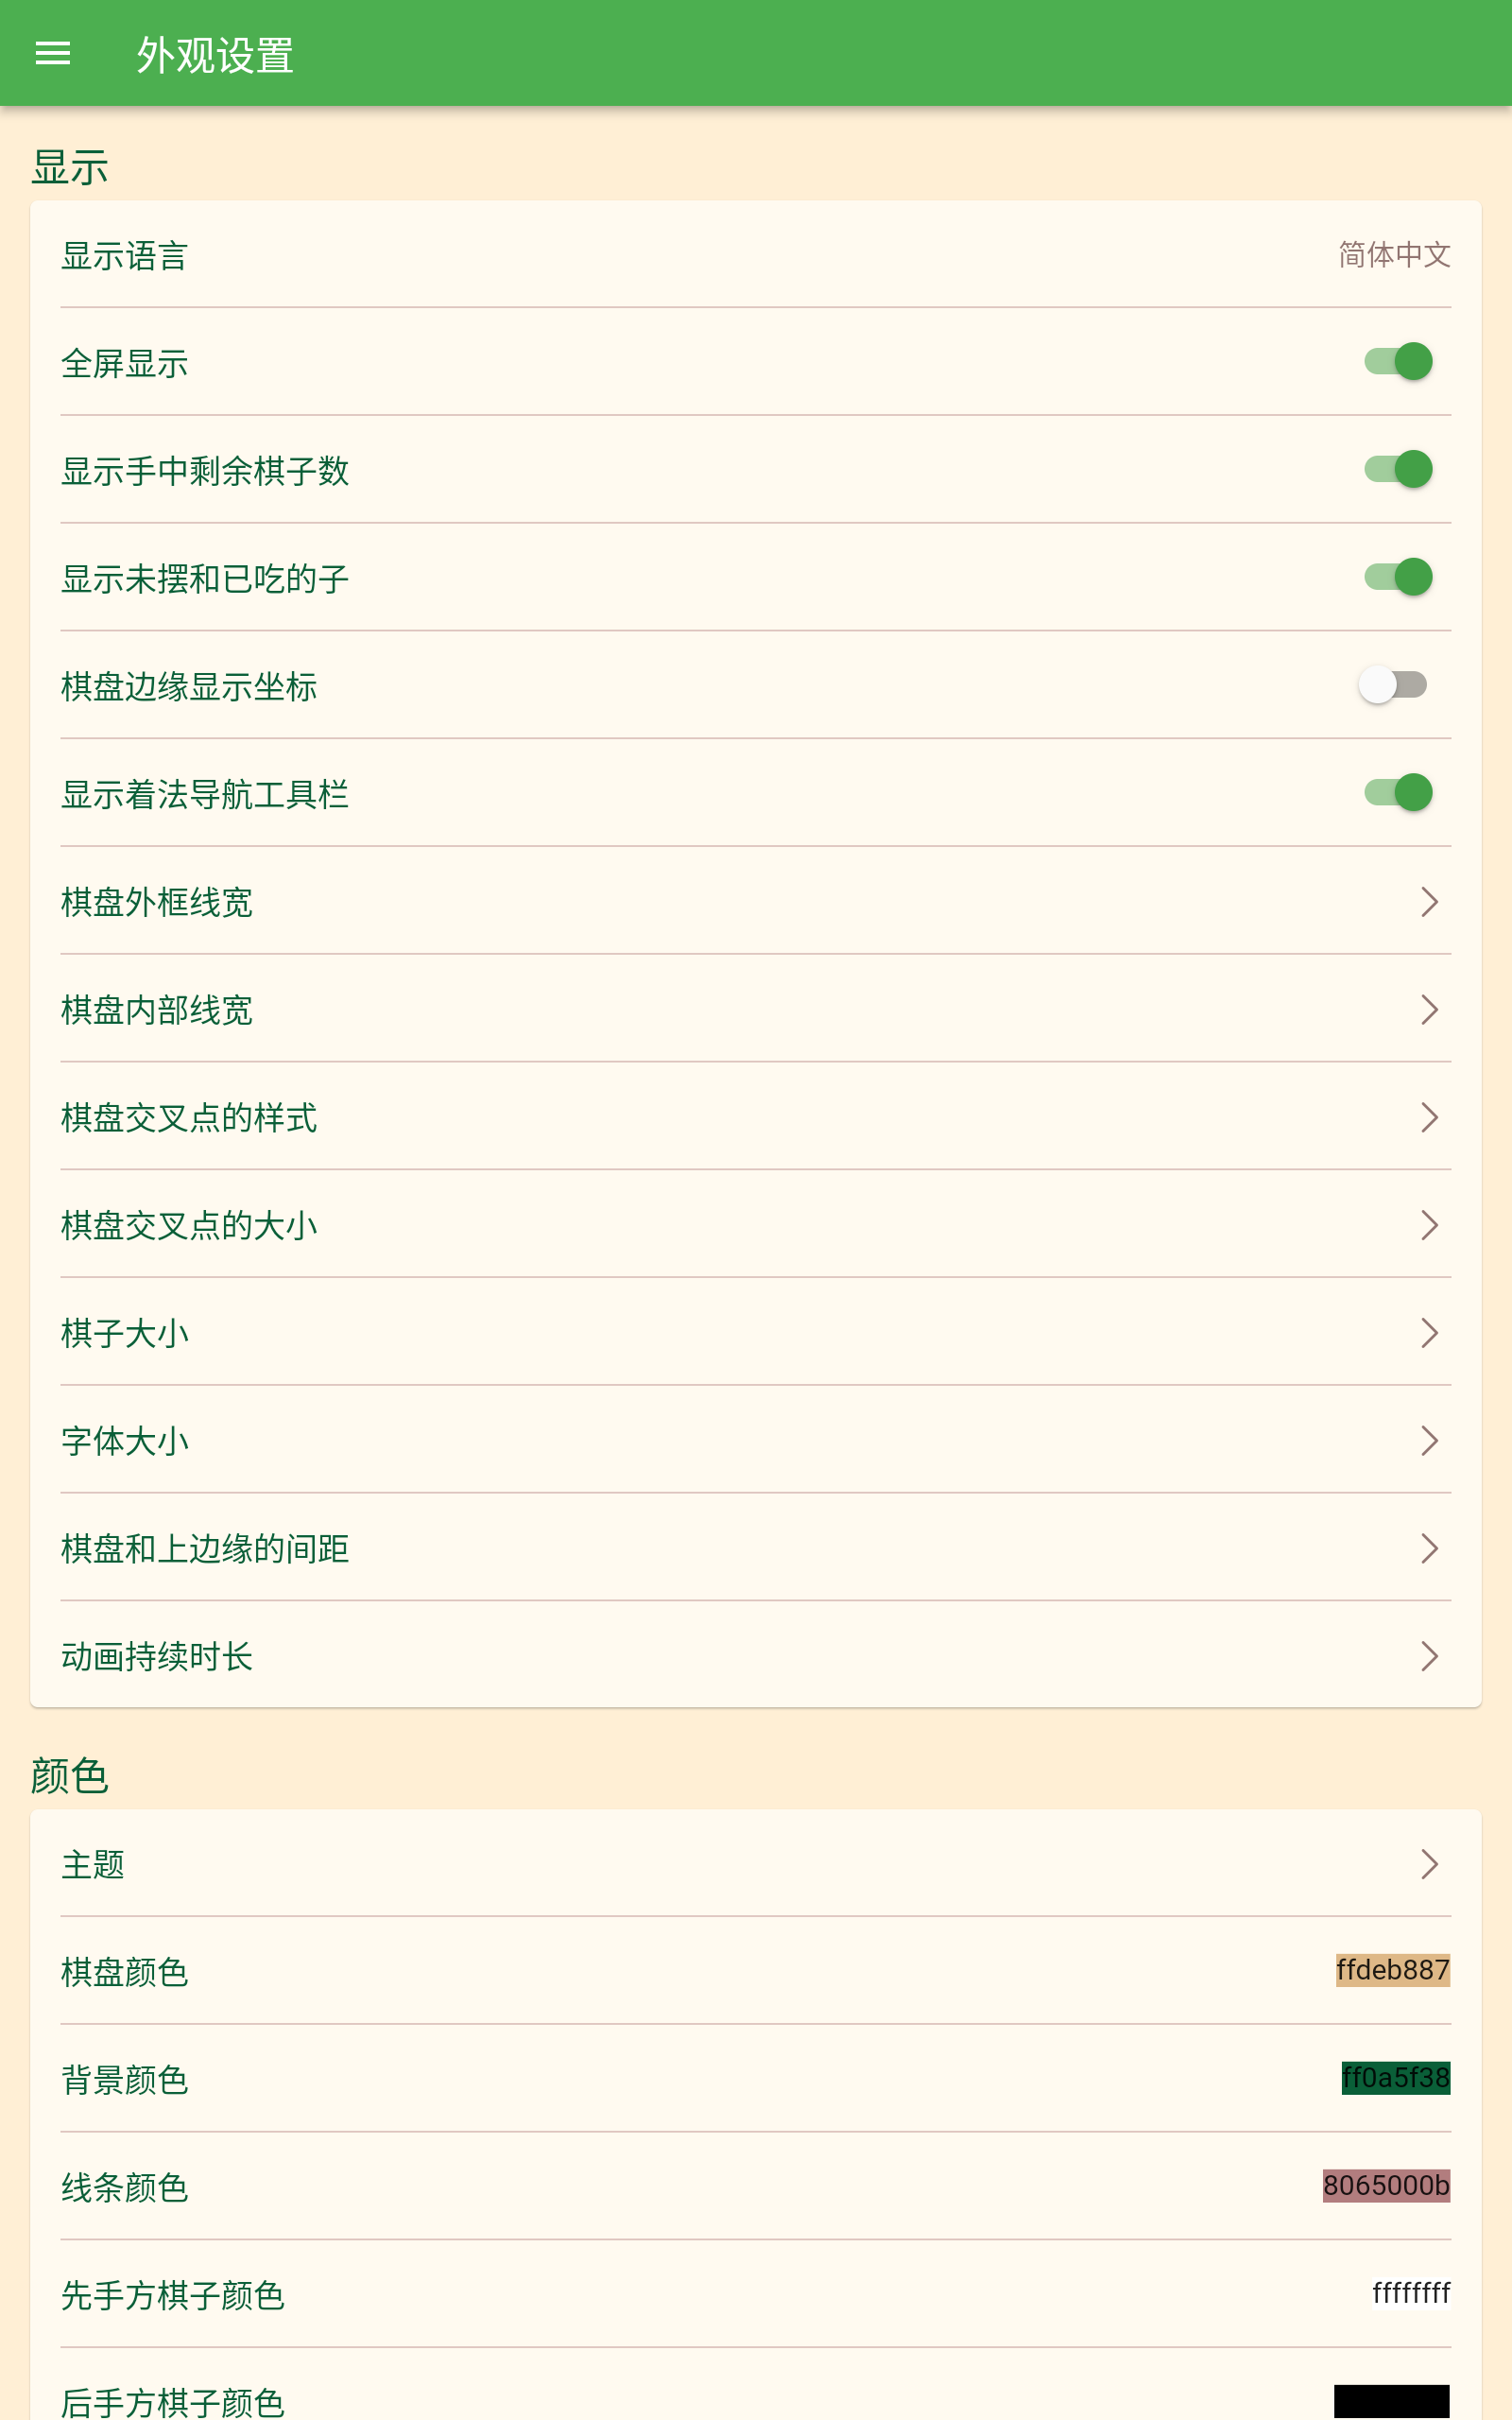 外观设置
显示
显示语言 简体中文
全屏显示
显示手中剩余棋子数
显示未摆和已吃的子
棋盘边缘显示坐标
显示着法导航工具栏
棋盘外框线宽
棋盘内部线宽
棋盘交叉点的样式
棋盘交叉点的大小
棋子大小
字体大小
棋盘和上边缘的间距
动画持续时长
颜色
主题
棋盘颜色 ffdeb887
背景颜色 ff0a5f38
线条颜色 8065000b
先手方棋子颜色 ffffffff
后手方棋子颜色